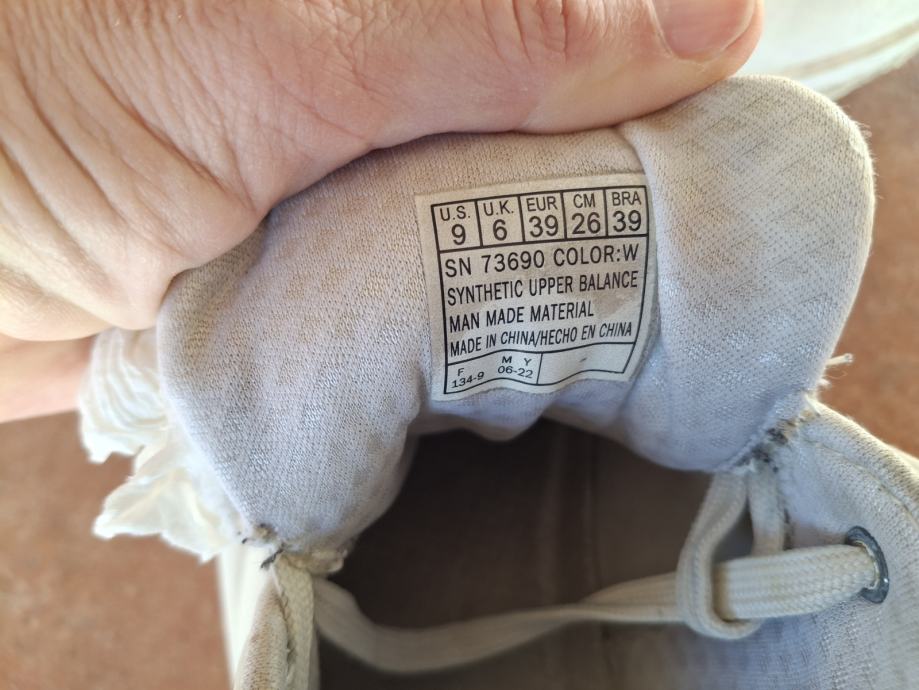 U.S. U.K. EUR CM BRA
9 6 39 26 39
SN 73690 COLOR:W
SYNTHETIC UPPER BALANCE
MAN MADE MATERIAL
MADE IN CHINA/HECHO EN CHINA
F M Y
134-9 06-22 -